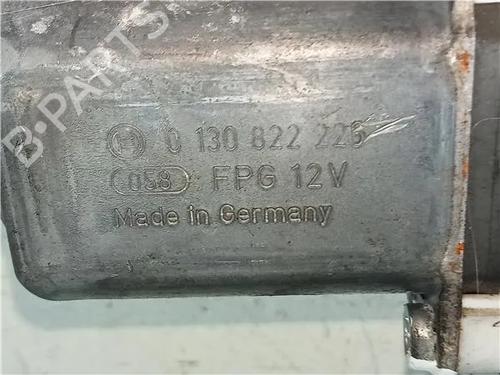 B-PARTS
0 130 822 226
058 FPG 12V
Made in Germany